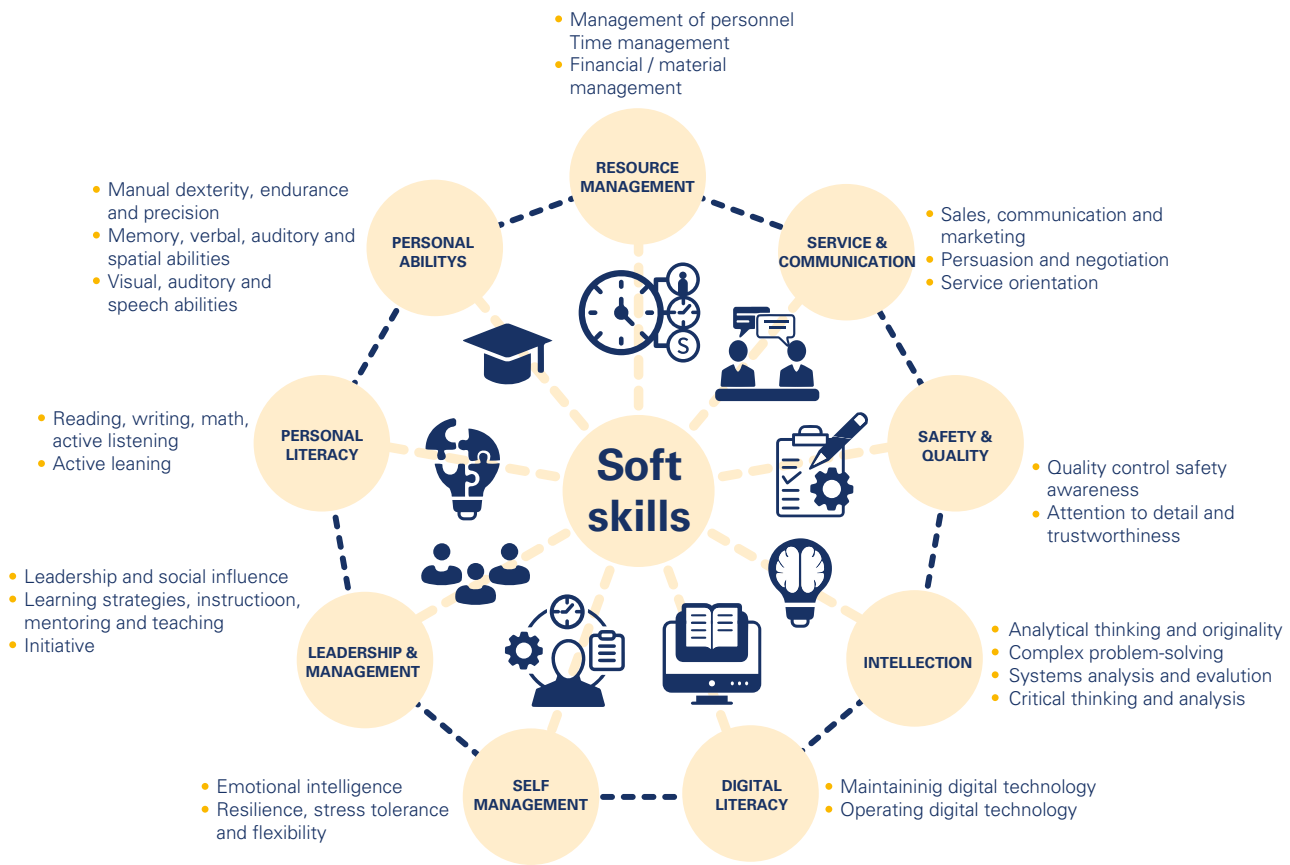 • Management of personnel
Time management
• Financial / material
management
RESOURCE
MANAGEMENT
• Sales, communication and
marketing
• Persuasion and negotiation
• Service orientation
SERVICE &
COMMUNICATION
SAFETY &
QUALITY
• Quality control safety
awareness
• Attention to detail and
trustworthiness
INTELLECTION
• Analytical thinking and originality
• Complex problem-solving
• Systems analysis and evalution
• Critical thinking and analysis
DIGITAL
LITERACY
• Maintaininig digital technology
• Operating digital technology
SELF
MANAGEMENT
• Emotional intelligence
• Resilience, stress tolerance
and flexibility
LEADERSHIP &
MANAGEMENT
• Leadership and social influence
• Learning strategies, instructioon,
mentoring and teaching
• Initiative
PERSONAL
LITERACY
• Reading, writing, math,
active listening
• Active leaning
PERSONAL
ABILITYS
• Manual dexterity, endurance
and precision
• Memory, verbal, auditory and
spatial abilities
• Visual, auditory and
speech abilities
Soft
skills
S